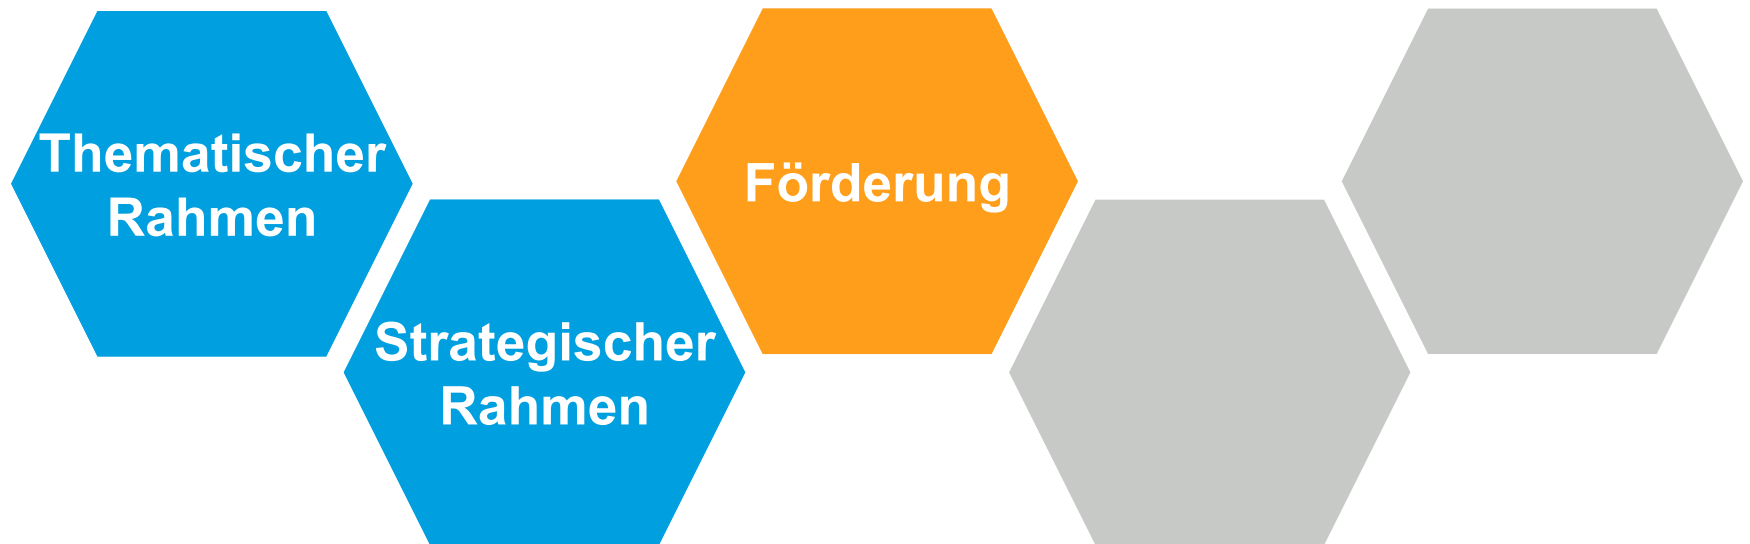 Thematischer
Rahmen
Strategischer
Rahmen
Förderung